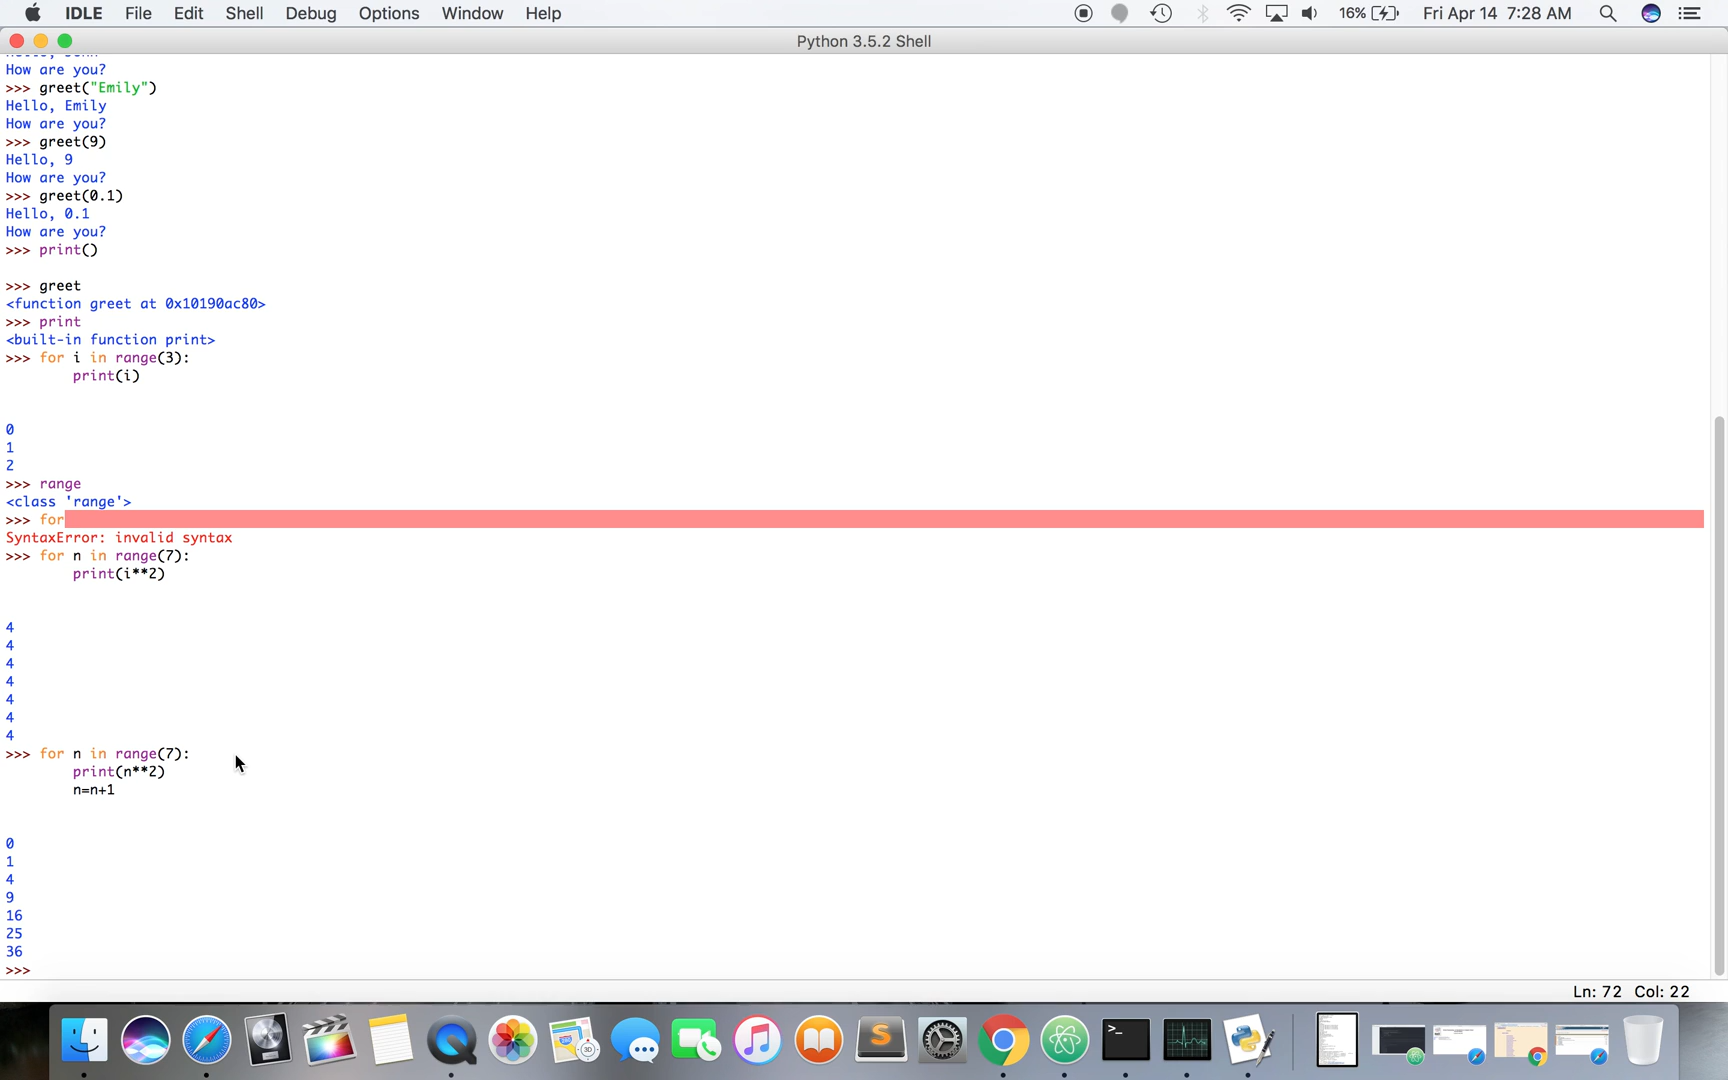 IDLE File Edit Shell Debug Options Window Help 16% Fri Apr 14 7:28 AM
Python 3.5.2 Shell
How are you?
>>> greet("Emily")
Hello, Emily
How are you?
>>> greet(9)
Hello, 9
How are you?
>>> greet(0.1)
Hello, 0.1
How are you?
>>> print()
>>> greet
<function greet at 0x10190ac80>
>>> print
<built-in function print>
>>> for i in range(3):
print(i)
0
1
2
>>> range
<class 'range'>
>>> for
SyntaxError: invalid syntax
>>> for n in range(7):
print(i**2)
4
4
4
4
4
4
4
>>> for n in range(7):
print(n**2)
n=n+1
0
1
4
9
16
25
36
>>>
Ln: 72 Col: 22